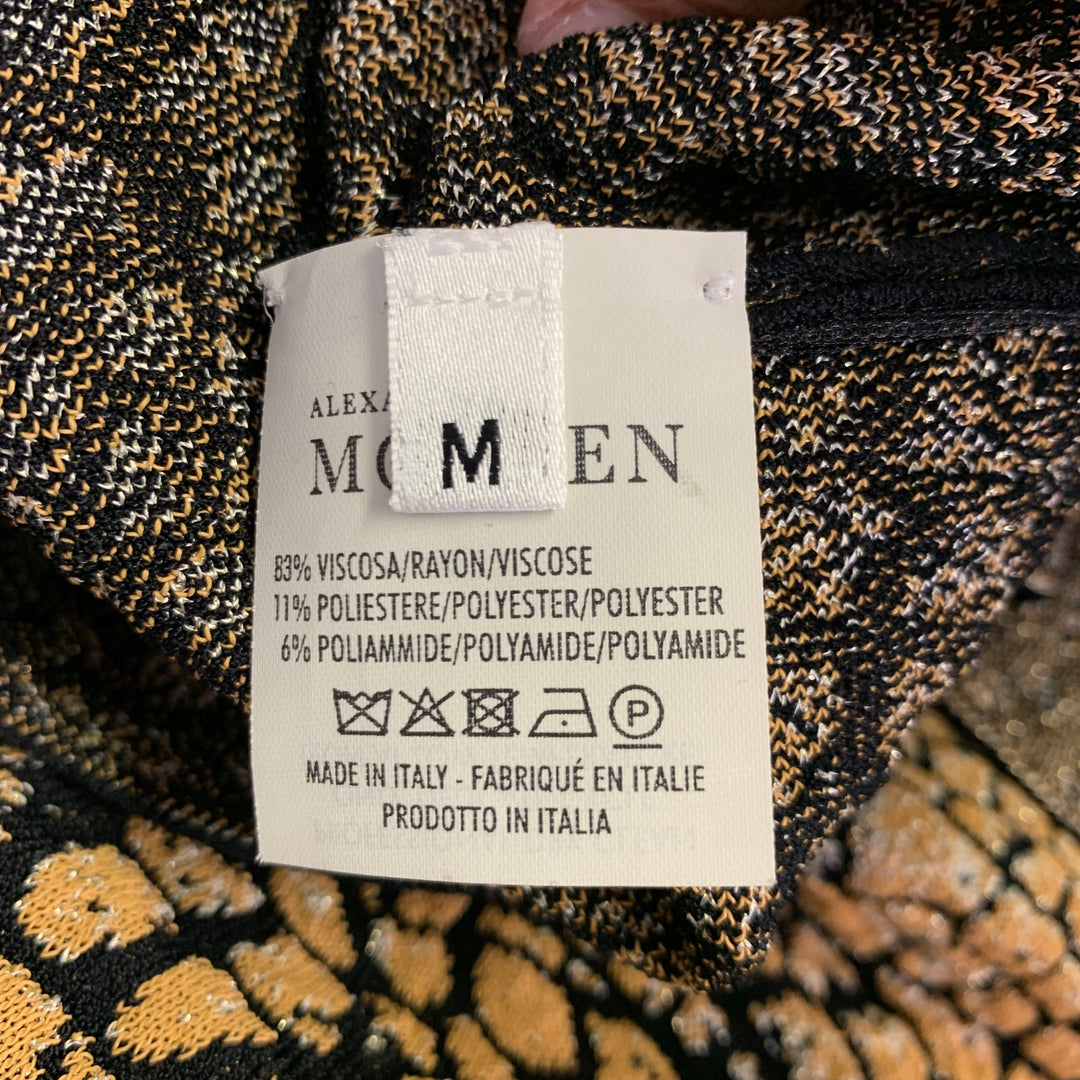 ALEXA
M
M EN
83% VISCOSA/RAYON/VISCOSE
11% POLIESTERE/POLYESTER/POLYESTER
6% POLIAMMIDE/POLYAMIDE/POLYAMIDE
P
MADE IN ITALY - FABRIQUÉ EN ITALIE
PRODOTTO IN ITALIA